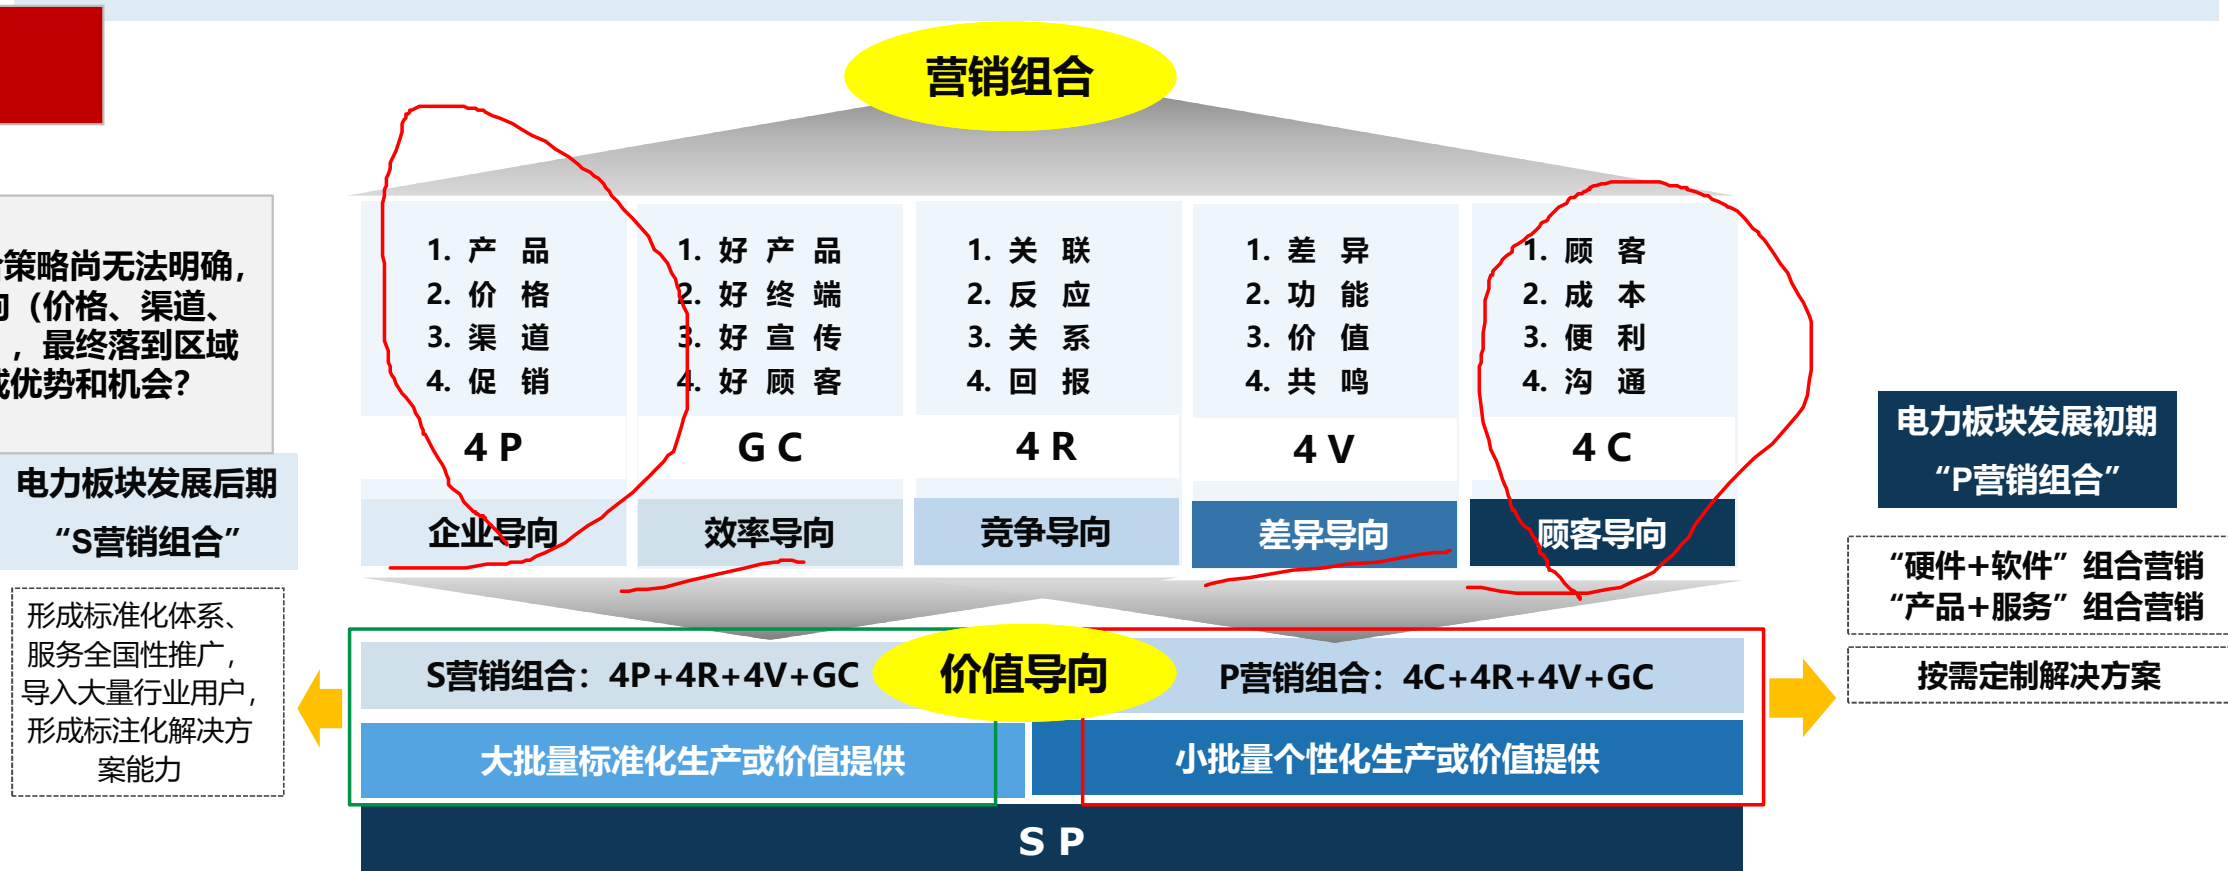 营销组合
策略尚无法明确，
（价格、渠道、
，最终落到区域
优势和机会？
1. 产 品
2. 价 格
3. 渠 道
4. 促 销
4 P
企业导向
1. 好 产 品
2. 好 终 端
3. 好 宣 传
4. 好 顾 客
G C
效率导向
1. 关 联
2. 反 应
3. 关 系
4. 回 报
4 R
竞争导向
1. 差 异
2. 功 能
3. 价 值
4. 共 鸣
4 V
差异导向
1. 顾 客
2. 成 本
3. 便 利
4. 沟 通
4 C
顾客导向
电力板块发展后期
“S营销组合”
形成标准化体系、
服务全国性推广，
导入大量行业用户，
形成标注化解决方
案能力
电力板块发展初期
“P营销组合”
“硬件+软件”组合营销
“产品+服务”组合营销
按需定制解决方案
S营销组合：4P+4R+4V+GC
价值导向
P营销组合：4C+4R+4V+GC
大批量标准化生产或价值提供
小批量个性化生产或价值提供
S P